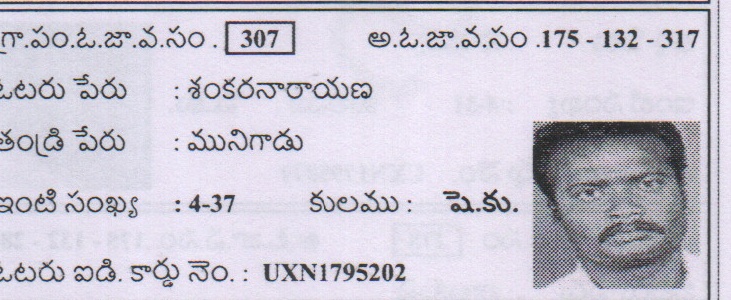 గ్రా.పం.ఓ.జా.వ.సం . 307 అ.ఓ.జా.వ.సం .175 - 132 - 317
ఓటరు పేరు : శంకరనారాయణ
తండ్రి పేరు : మునిగాడు
ఇంటి సంఖ్య : 4-37 కులము : షె.కు.
ఓటరు ఐడి. కార్డు నెం. : UXN1795202